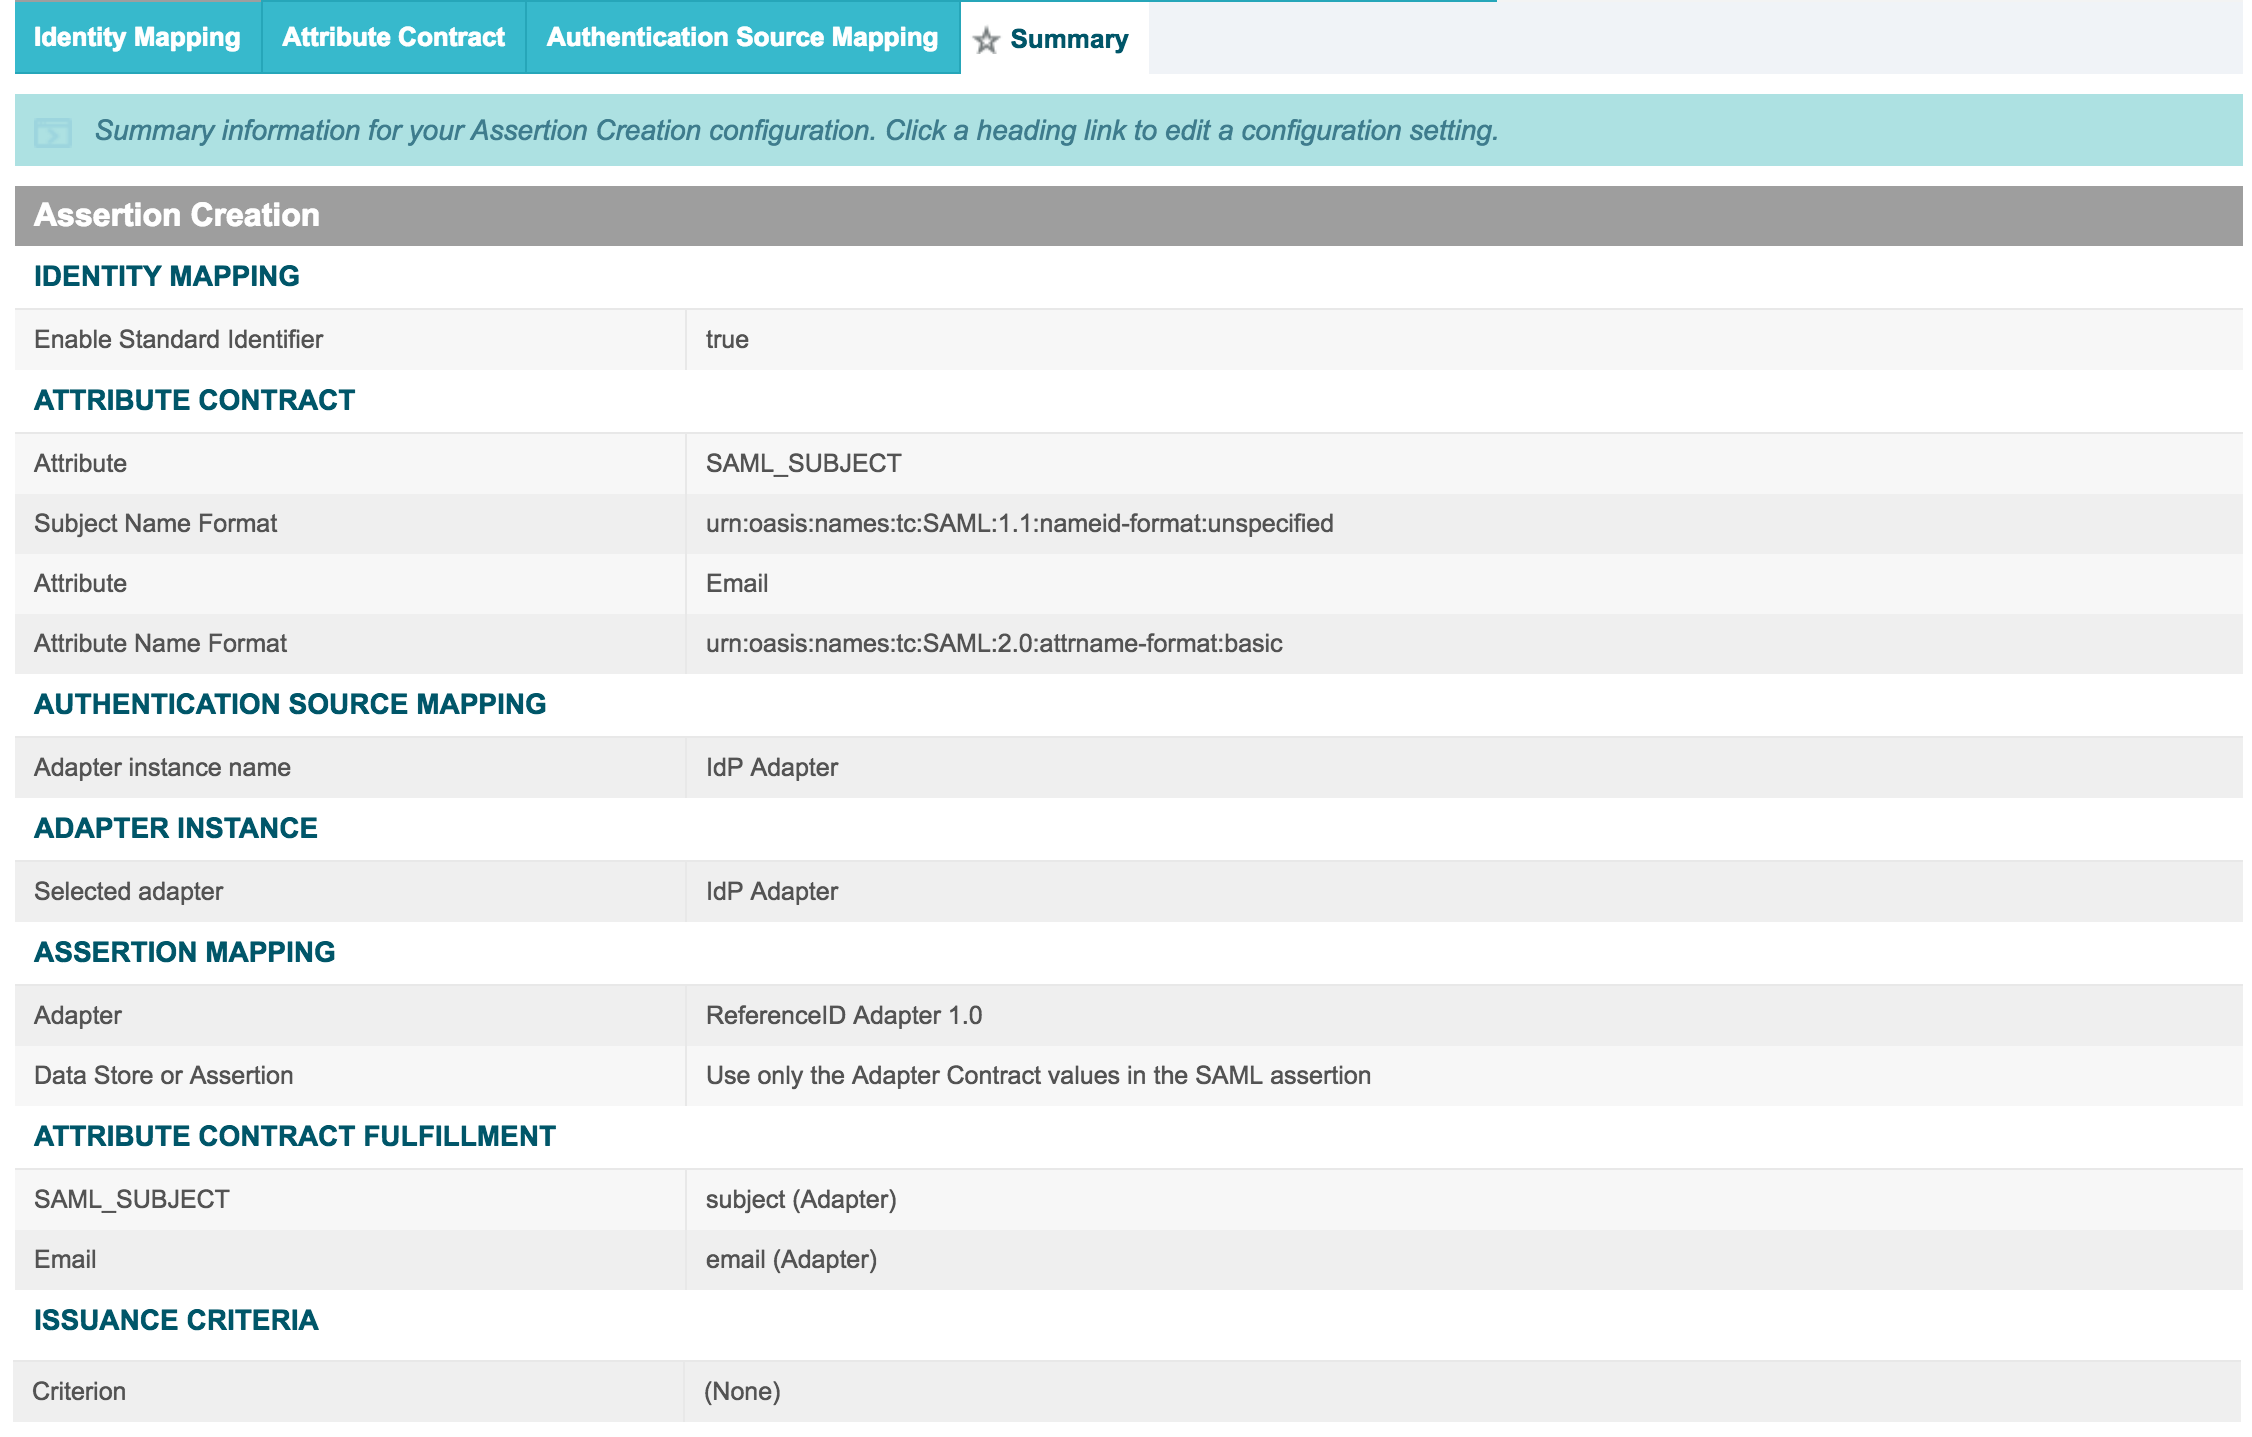 Identity Mapping Attribute Contract Authentication Source Mapping Summary
Summary information for your Assertion Creation configuration. Click a heading link to edit a configuration setting.
Assertion Creation
IDENTITY MAPPING
Enable Standard Identifier true
ATTRIBUTE CONTRACT
Attribute SAML_SUBJECT
Subject Name Format urn:oasis:names:tc:SAML:1.1:nameid-format:unspecified
Attribute Email
Attribute Name Format urn:oasis:names:tc:SAML:2.0:attrname-format:basic
AUTHENTICATION SOURCE MAPPING
Adapter instance name IdP Adapter
ADAPTER INSTANCE
Selected adapter IdP Adapter
ASSERTION MAPPING
Adapter ReferenceID Adapter 1.0
Data Store or Assertion Use only the Adapter Contract values in the SAML assertion
ATTRIBUTE CONTRACT FULFILLMENT
SAML_SUBJECT subject (Adapter)
Email email (Adapter)
ISSUANCE CRITERIA
Criterion (None)